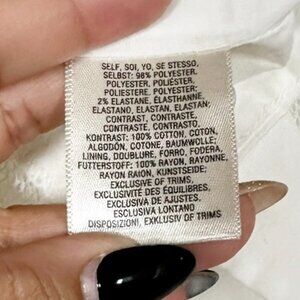 SELF, SOI, YO, SE STESSO,
SELBST: 98% POLYESTER,
POLYESTER, POLIÉSTER,
POLIESTERE, POLYESTER;
2% ELASTANE, ÉLASTHANNE,
ELASTANO, ELASTAN, ELASTAN;
CONTRAST, CONTRASTE,
CONTRASTE, CONTRASTO,
KONTRAST: 100% COTTON, COTON,
ALGODÓN, COTONE, BAUMWOLLE;
LINING, DOUBLURE, FORRO, FODERA,
FUTTERSTOFF: 100% RAYON, RAYONNE,
RAYON RAION, KUNSTSEIDE;
EXCLUSIVE OF TRIMS,
EXCLUSIVITÉ DES ÉQUILIBRES,
EXCLUSIVA DE AJUSTES,
ESCLUSIVA LONTANO
DISPOSIZIONI, EXKLUSIV OF TRIMS